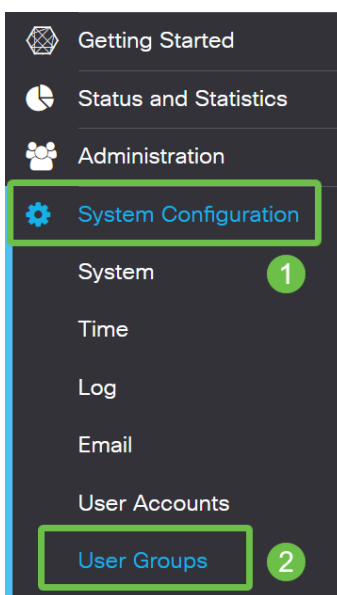 Getting Started
Status and Statistics
Administration
System Configuration
System
1
Time
Log
Email
User Accounts
User Groups
2